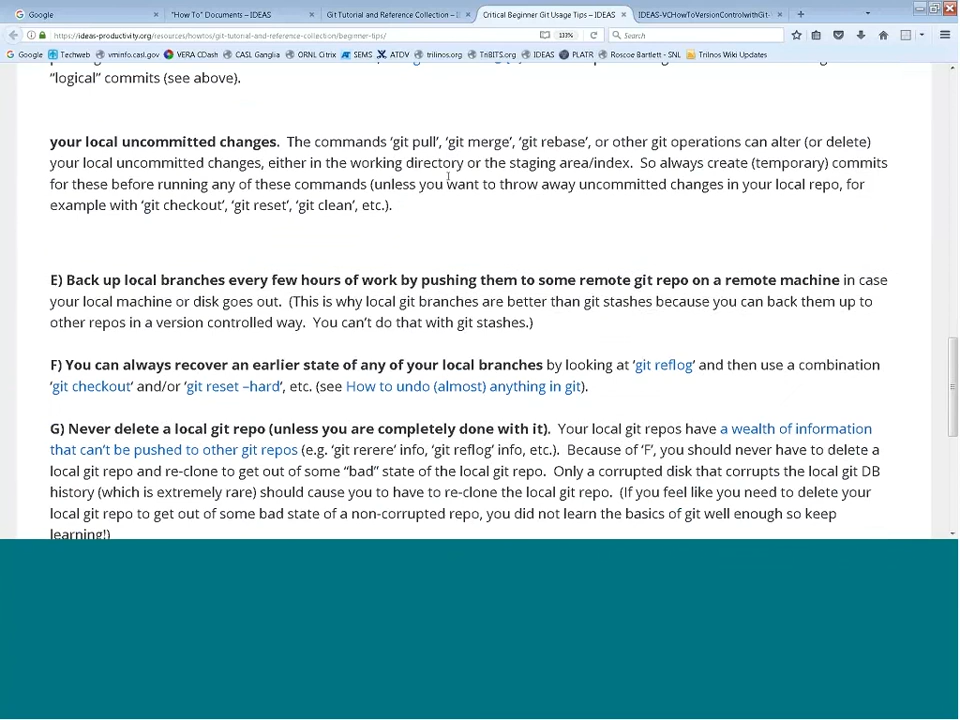 Google
"How To" Documents – IDEAS
Git Tutorial and Reference Collection –
Critical Beginner Git Usage Tips – IDEAS
IDEAS-VCHowToVersionControlwithGit-
https://ideas-productivity.org/resources/howtos/git-tutorial-and-reference-collection/beginner-tips/
133%
Search
Google Techweb vminfo.casl.gov VERA CDash CASL Ganglia ORNL Citrix SEMS ATDV trilinos.org TriBITS.org IDEAS PLATR Roscoe Bartlett - SNL Trilinos Wiki Updates
“logical” commits (see above).
your local uncommitted changes. The commands ‘git pull’, ‘git merge’, ‘git rebase’, or other git operations can alter (or delete)
your local uncommitted changes, either in the working directory or the staging area/index. So always create (temporary) commits
for these before running any of these commands (unless you want to throw away uncommitted changes in your local repo, for
example with ‘git checkout’, ‘git reset’, ‘git clean’, etc.).
E) Back up local branches every few hours of work by pushing them to some remote git repo on a remote machine in case
your local machine or disk goes out. (This is why local git branches are better than git stashes because you can back them up to
other repos in a version controlled way. You can’t do that with git stashes.)
F) You can always recover an earlier state of any of your local branches by looking at ‘git reflog’ and then use a combination
‘git checkout‘ and/or ‘git reset –hard’, etc. (see How to undo (almost) anything in git).
G) Never delete a local git repo (unless you are completely done with it). Your local git repos have a wealth of information
that can’t be pushed to other git repos (e.g. ‘git rerere’ info, ‘git reflog’ info, etc.). Because of ‘F’, you should never have to delete a
local git repo and re-clone to get out of some “bad” state of the local git repo. Only a corrupted disk that corrupts the local git DB
history (which is extremely rare) should cause you to have to re-clone the local git repo. (If you feel like you need to delete your
local git repo to get out of some bad state of a non-corrupted repo, you did not learn the basics of git well enough so keep
learning!)